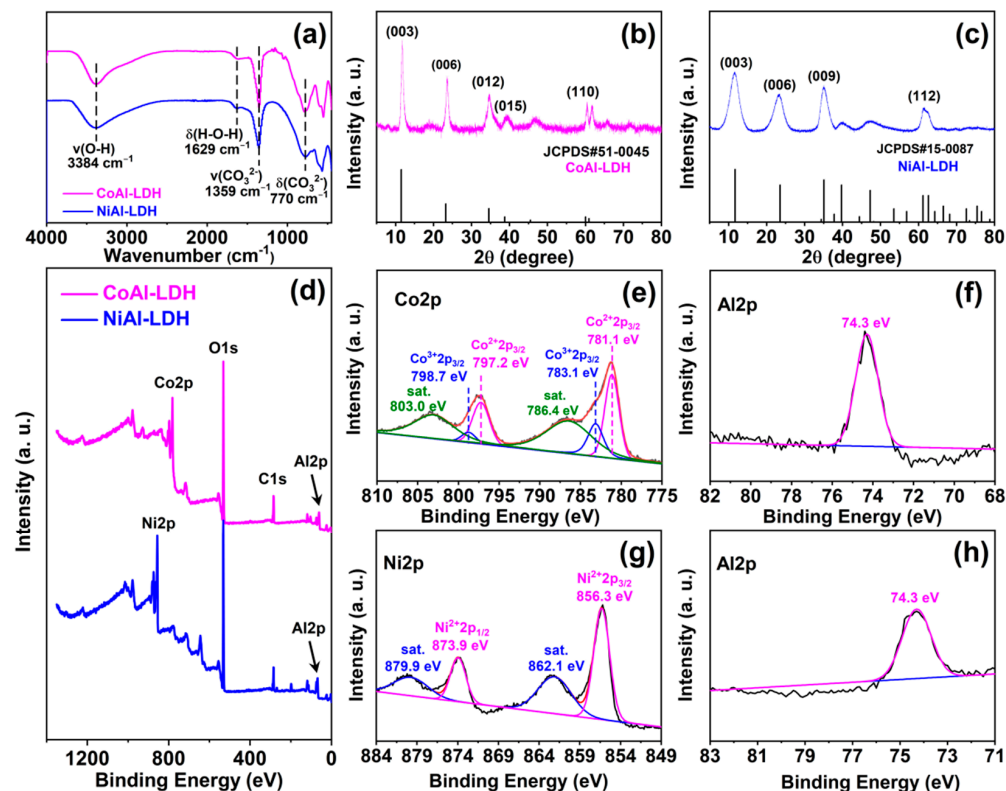 (a)
ν(O-H)
3384 cm⁻¹
δ(H-O-H)
1629 cm⁻¹
ν(CO₃²⁻)
1359 cm⁻¹
δ(CO₃²⁻)
770 cm⁻¹
CoAl-LDH
NiAl-LDH
4000 3000 2000 1000
Wavenumber (cm⁻¹)
(b)
Intensity (a. u.)
(003)
(006)
(012)
(015)
(110)
JCPDS#51-0045
CoAl-LDH
10 20 30 40 50 60 70 80
2θ (degree)
(c)
Intensity (a. u.)
(003)
(006)
(009)
(112)
JCPDS#15-0087
NiAl-LDH
10 20 30 40 50 60 70 80
2θ (degree)
(d)
CoAl-LDH
NiAl-LDH
Intensity (a. u.)
O1s
Co2p
C1s
Al2p
Ni2p
Al2p
1200 800 400 0
Binding Energy (eV)
(e)
Co2p
Intensity (a. u.)
Co²⁺2p₃/₂
781.1 eV
Co³⁺2p₃/₂
783.1 eV
Co²⁺2p₃/₂
797.2 eV
Co³⁺2p₃/₂
798.7 eV
sat.
803.0 eV
sat.
786.4 eV
810 805 800 795 790 785 780 775
Binding Energy (eV)
(f)
Al2p
Intensity (a. u.)
74.3 eV
82 80 78 76 74 72 70 68
Binding Energy (eV)
(g)
Ni2p
Intensity (a. u.)
Ni²⁺2p₃/₂
856.3 eV
Ni²⁺2p₁/₂
873.9 eV
sat.
879.9 eV
sat.
862.1 eV
884 879 874 869 864 859 854 849
Binding Energy (eV)
(h)
Al2p
Intensity (a. u.)
74.3 eV
83 81 79 77 75 73 71
Binding Energy (eV)